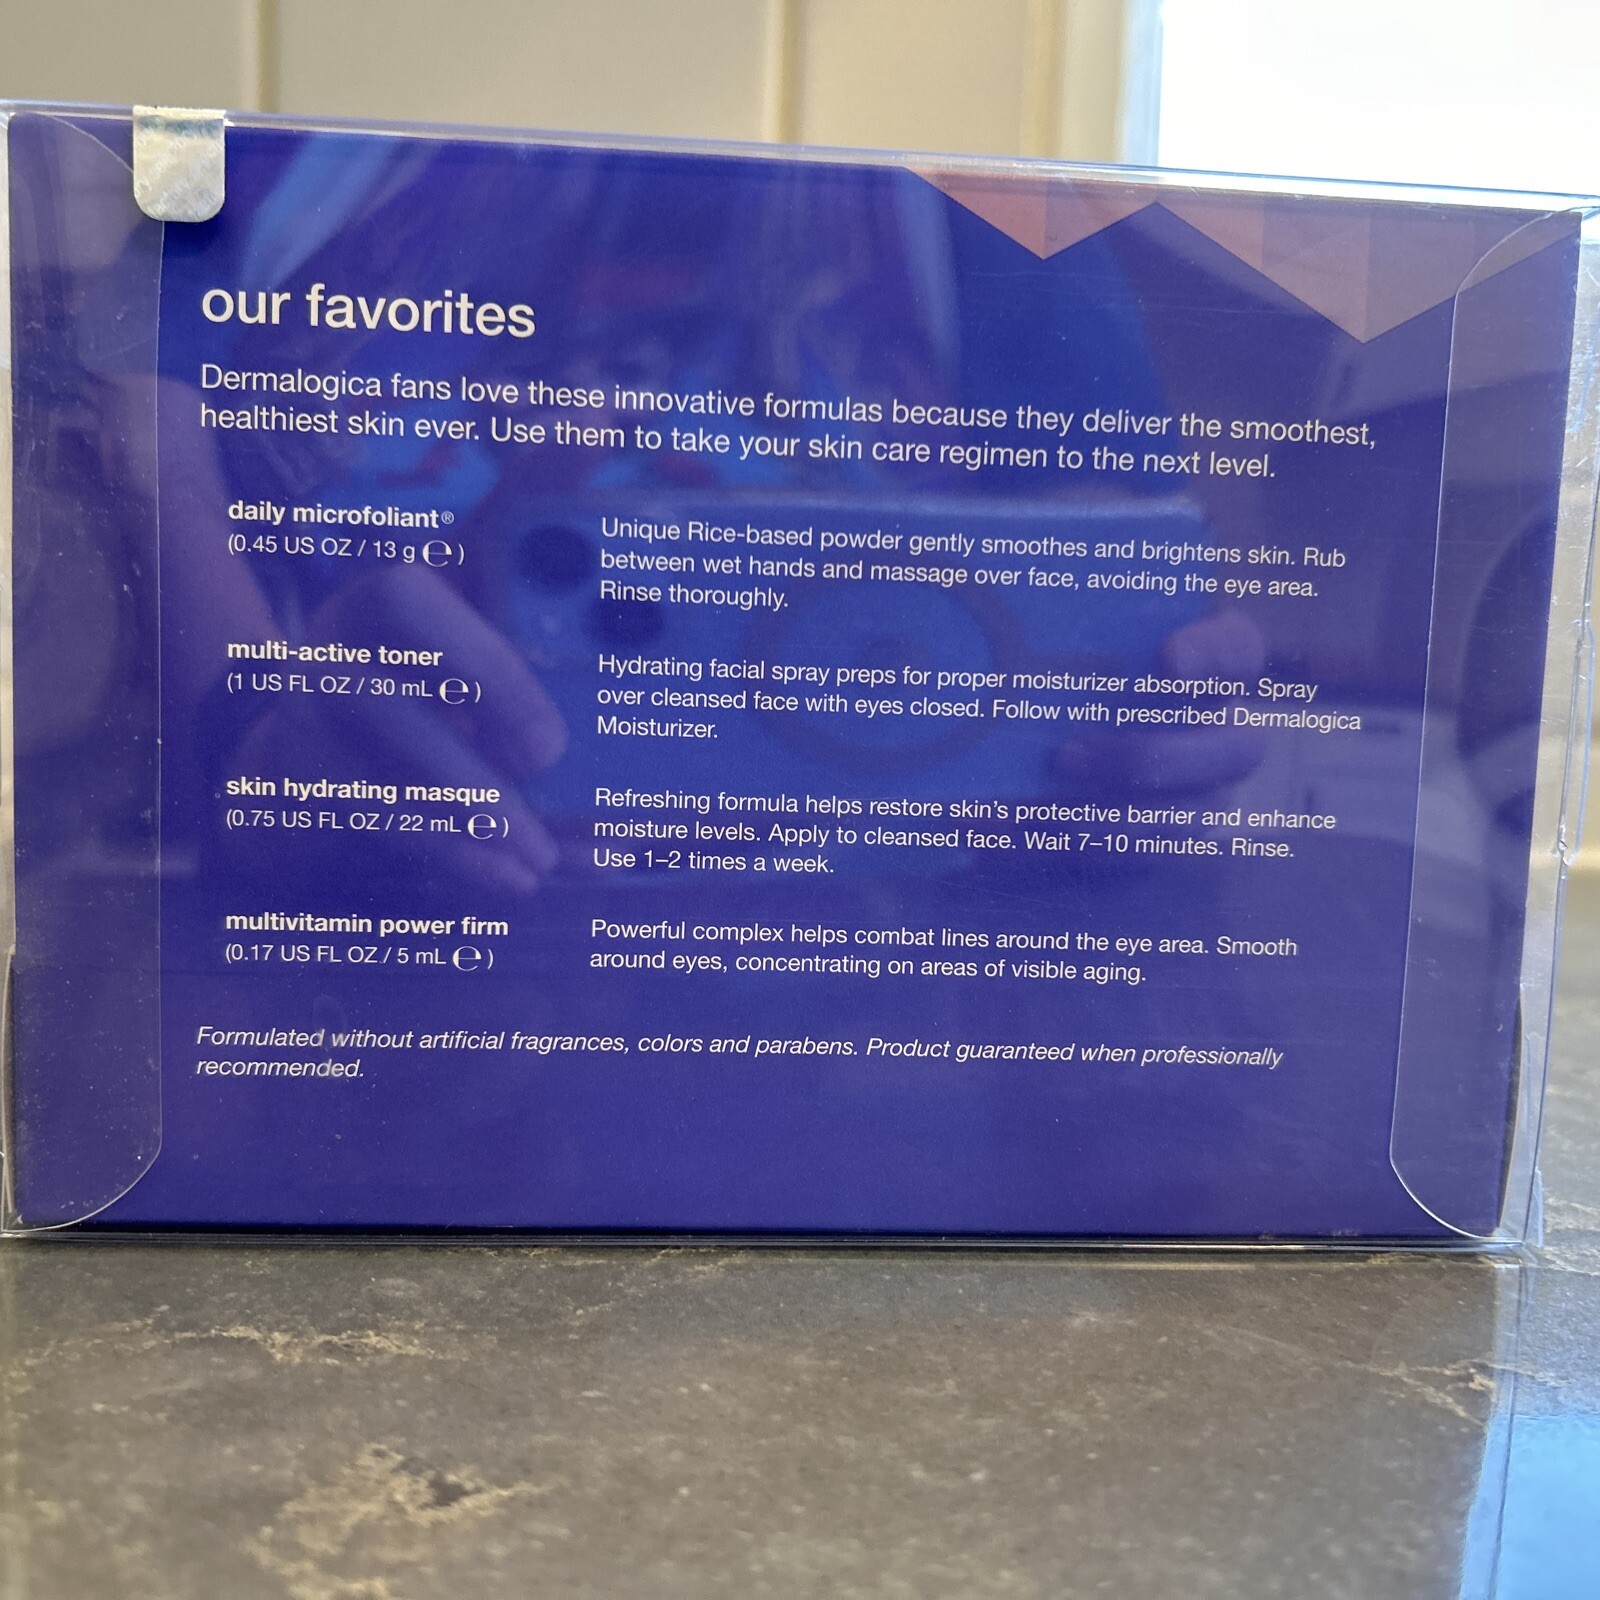 our favorites
Dermalogica fans love these innovative formulas because they deliver the smoothest,
healthiest skin ever. Use them to take your skin care regimen to the next level.
daily microfoliant®
(0.45 US OZ / 13 g ℮ )
Unique Rice-based powder gently smoothes and brightens skin. Rub
between wet hands and massage over face, avoiding the eye area.
Rinse thoroughly.
multi-active toner
(1 US FL OZ / 30 mL ℮ )
Hydrating facial spray preps for proper moisturizer absorption. Spray
over cleansed face with eyes closed. Follow with prescribed Dermalogica
Moisturizer.
skin hydrating masque
(0.75 US FL OZ / 22 mL ℮ )
Refreshing formula helps restore skin's protective barrier and enhance
moisture levels. Apply to cleansed face. Wait 7–10 minutes. Rinse.
Use 1–2 times a week.
multivitamin power firm
(0.17 US FL OZ / 5 mL ℮ )
Powerful complex helps combat lines around the eye area. Smooth
around eyes, concentrating on areas of visible aging.
Formulated without artificial fragrances, colors and parabens. Product guaranteed when professionally
recommended.